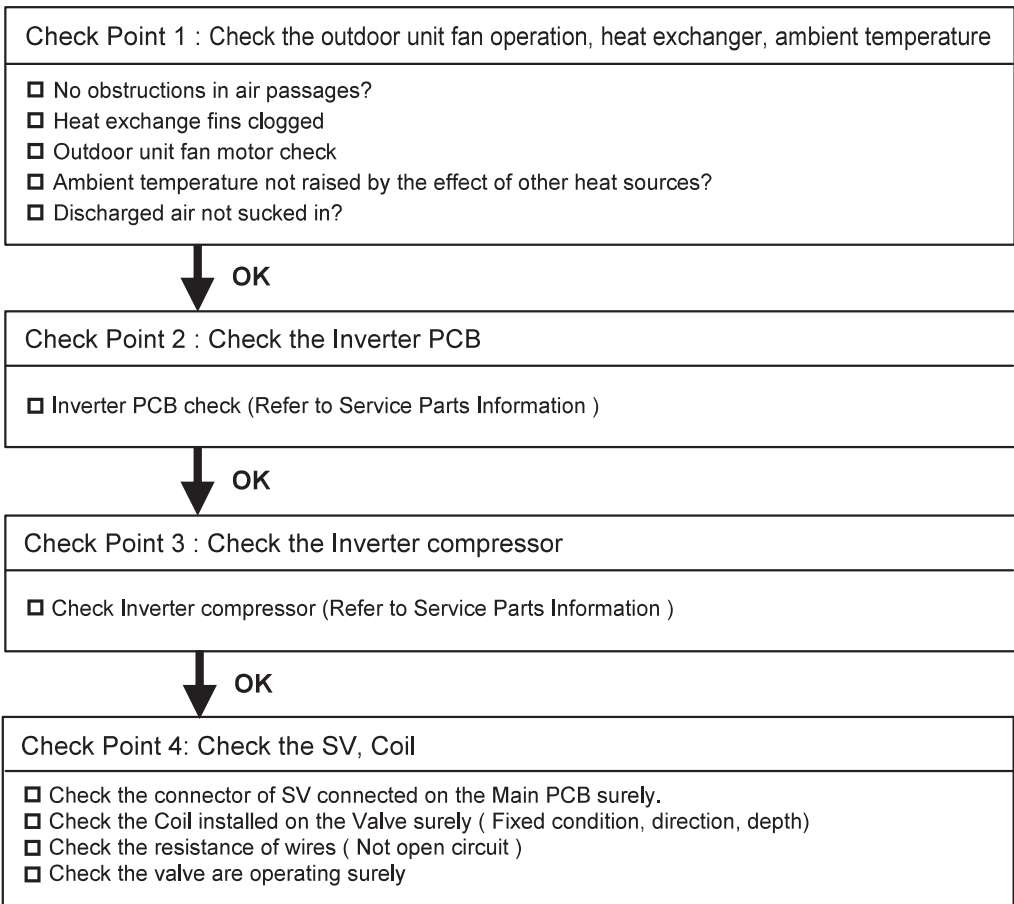 Check Point 1 : Check the outdoor unit fan operation, heat exchanger, ambient temperature
□ No obstructions in air passages?
□ Heat exchange fins clogged
□ Outdoor unit fan motor check
□ Ambient temperature not raised by the effect of other heat sources?
□ Discharged air not sucked in?
OK
Check Point 2 : Check the Inverter PCB
□ Inverter PCB check (Refer to Service Parts Information )
OK
Check Point 3 : Check the Inverter compressor
□ Check Inverter compressor (Refer to Service Parts Information )
OK
Check Point 4: Check the SV, Coil
□ Check the connector of SV connected on the Main PCB surely.
□ Check the Coil installed on the Valve surely ( Fixed condition, direction, depth)
□ Check the resistance of wires ( Not open circuit )
□ Check the valve are operating surely